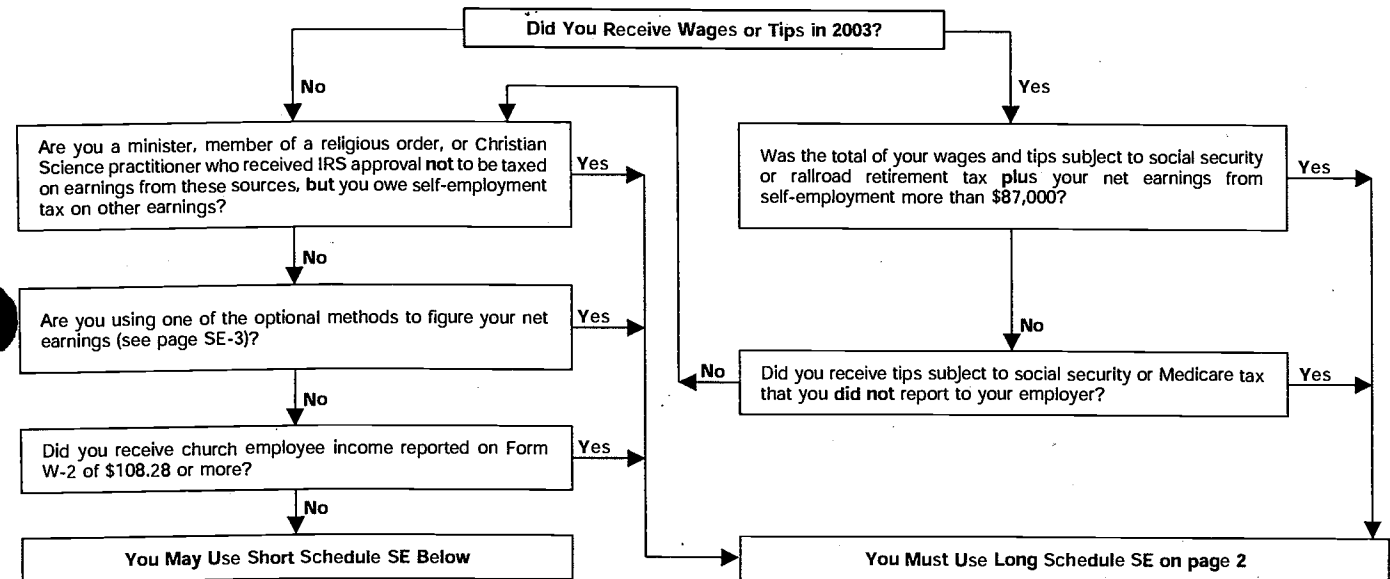 Did You Receive Wages or Tips in 2003?
No
Yes
Are you a minister, member of a religious order, or Christian
Science practitioner who received IRS approval not to be taxed
on earnings from these sources, but you owe self-employment
tax on other earnings?
Yes
Was the total of your wages and tips subject to social security
or railroad retirement tax plus your net earnings from
self-employment more than $87,000?
Yes
No
Are you using one of the optional methods to figure your net
earnings (see page SE-3)?
Yes
No
No
Did you receive tips subject to social security or Medicare tax
that you did not report to your employer?
Yes
No
Did you receive church employee income reported on Form
W-2 of $108.28 or more?
Yes
No
You May Use Short Schedule SE Below
You Must Use Long Schedule SE on page 2